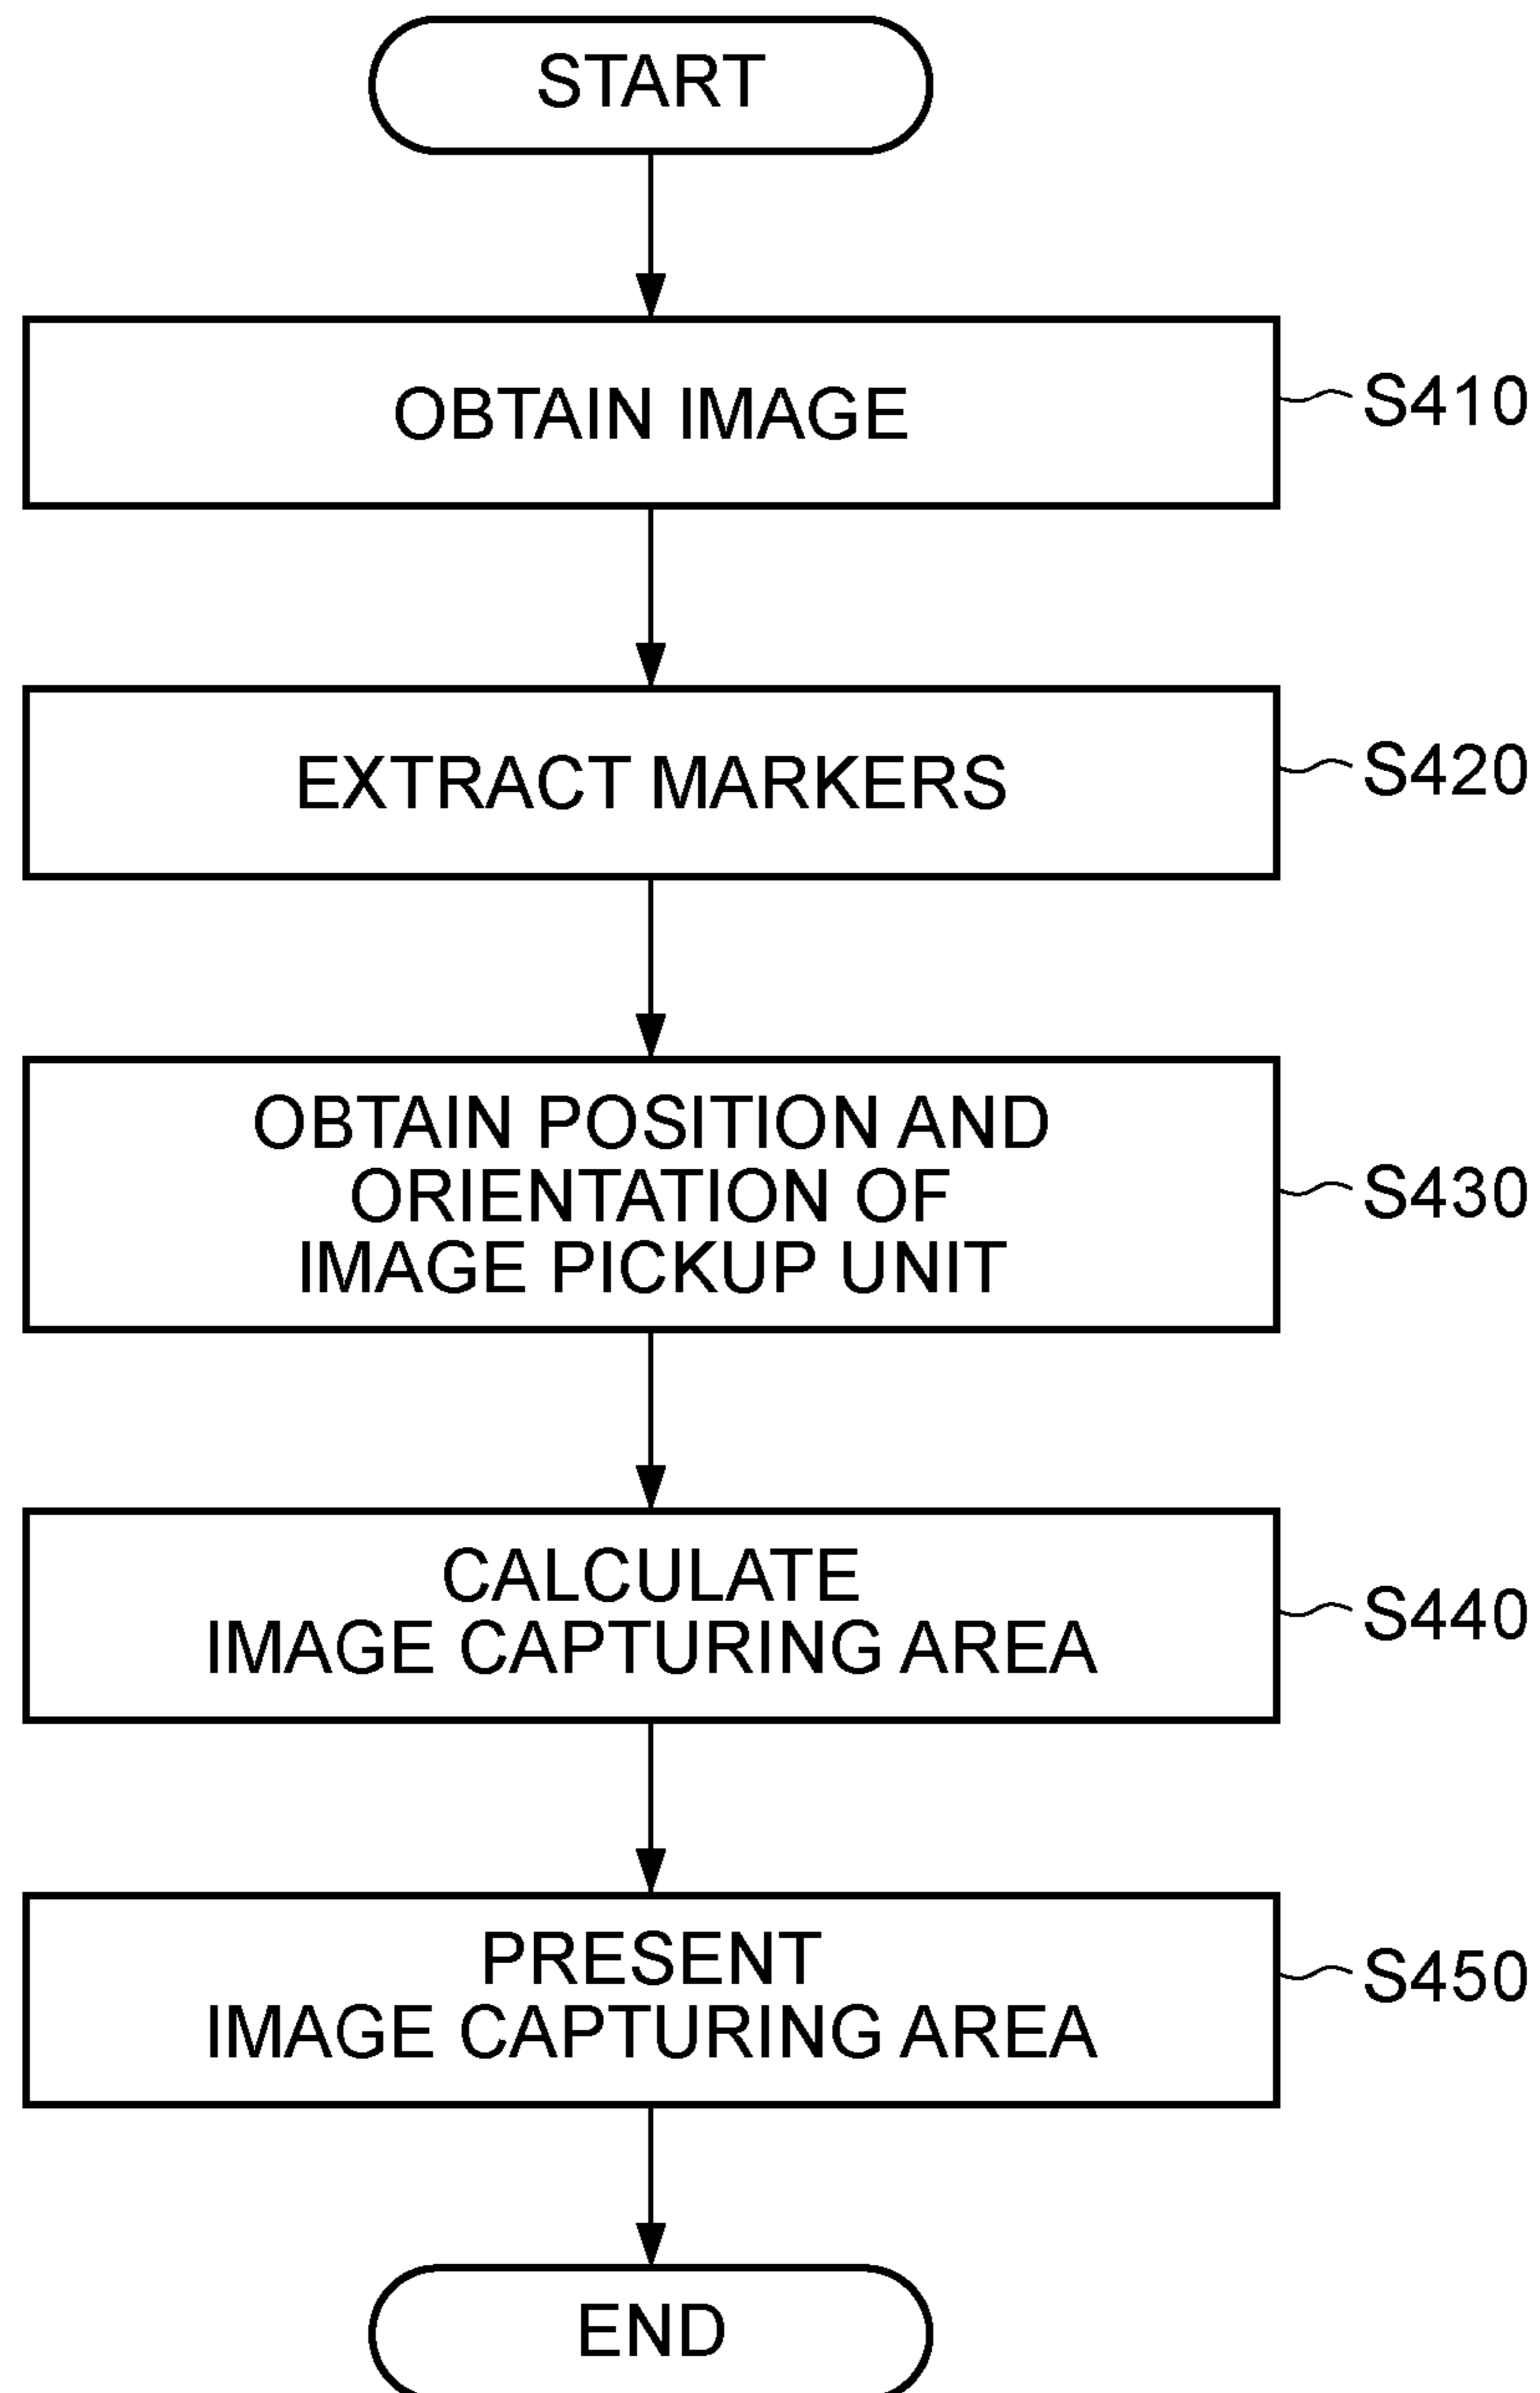 START
OBTAIN IMAGE
S410
EXTRACT MARKERS
S420
OBTAIN POSITION AND
ORIENTATION OF
IMAGE PICKUP UNIT
S430
CALCULATE
IMAGE CAPTURING AREA
S440
PRESENT
IMAGE CAPTURING AREA
S450
END